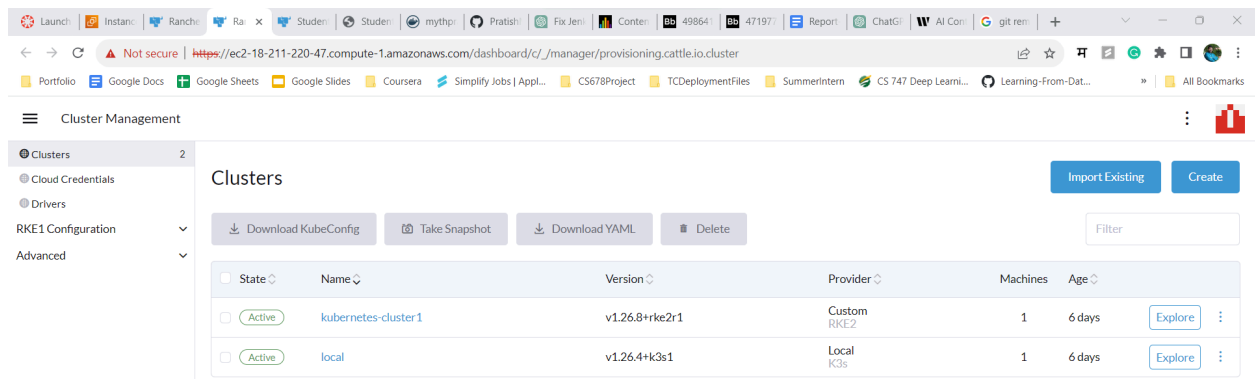 Launch
Instanc
Ranche
Ra
Studen
Student
mythpc
Pratish
Fix Jenk
Conten
Bb 498641
Bb 471977
Report
ChatGP
AI Con
git rem
Not secure | https://ec2-18-211-220-47.compute-1.amazonaws.com/dashboard/c/_/manager/provisioning.cattle.io.cluster
Portfolio Google Docs Google Sheets Google Slides Coursera Simplify Jobs | Appl... CS678Project TCDeploymentFiles SummerIntern CS 747 Deep Learni... Learning-From-Dat... » All Bookmarks
Cluster Management
Clusters 2
Cloud Credentials
Drivers
RKE1 Configuration
Advanced
Clusters
Import Existing Create
Download KubeConfig Take Snapshot Download YAML Delete Filter
State Name Version Provider Machines Age
Active kubernetes-cluster1 v1.26.8+rke2r1 Custom 1 6 days Explore
RKE2
Active local v1.26.4+k3s1 Local 1 6 days Explore
K3s